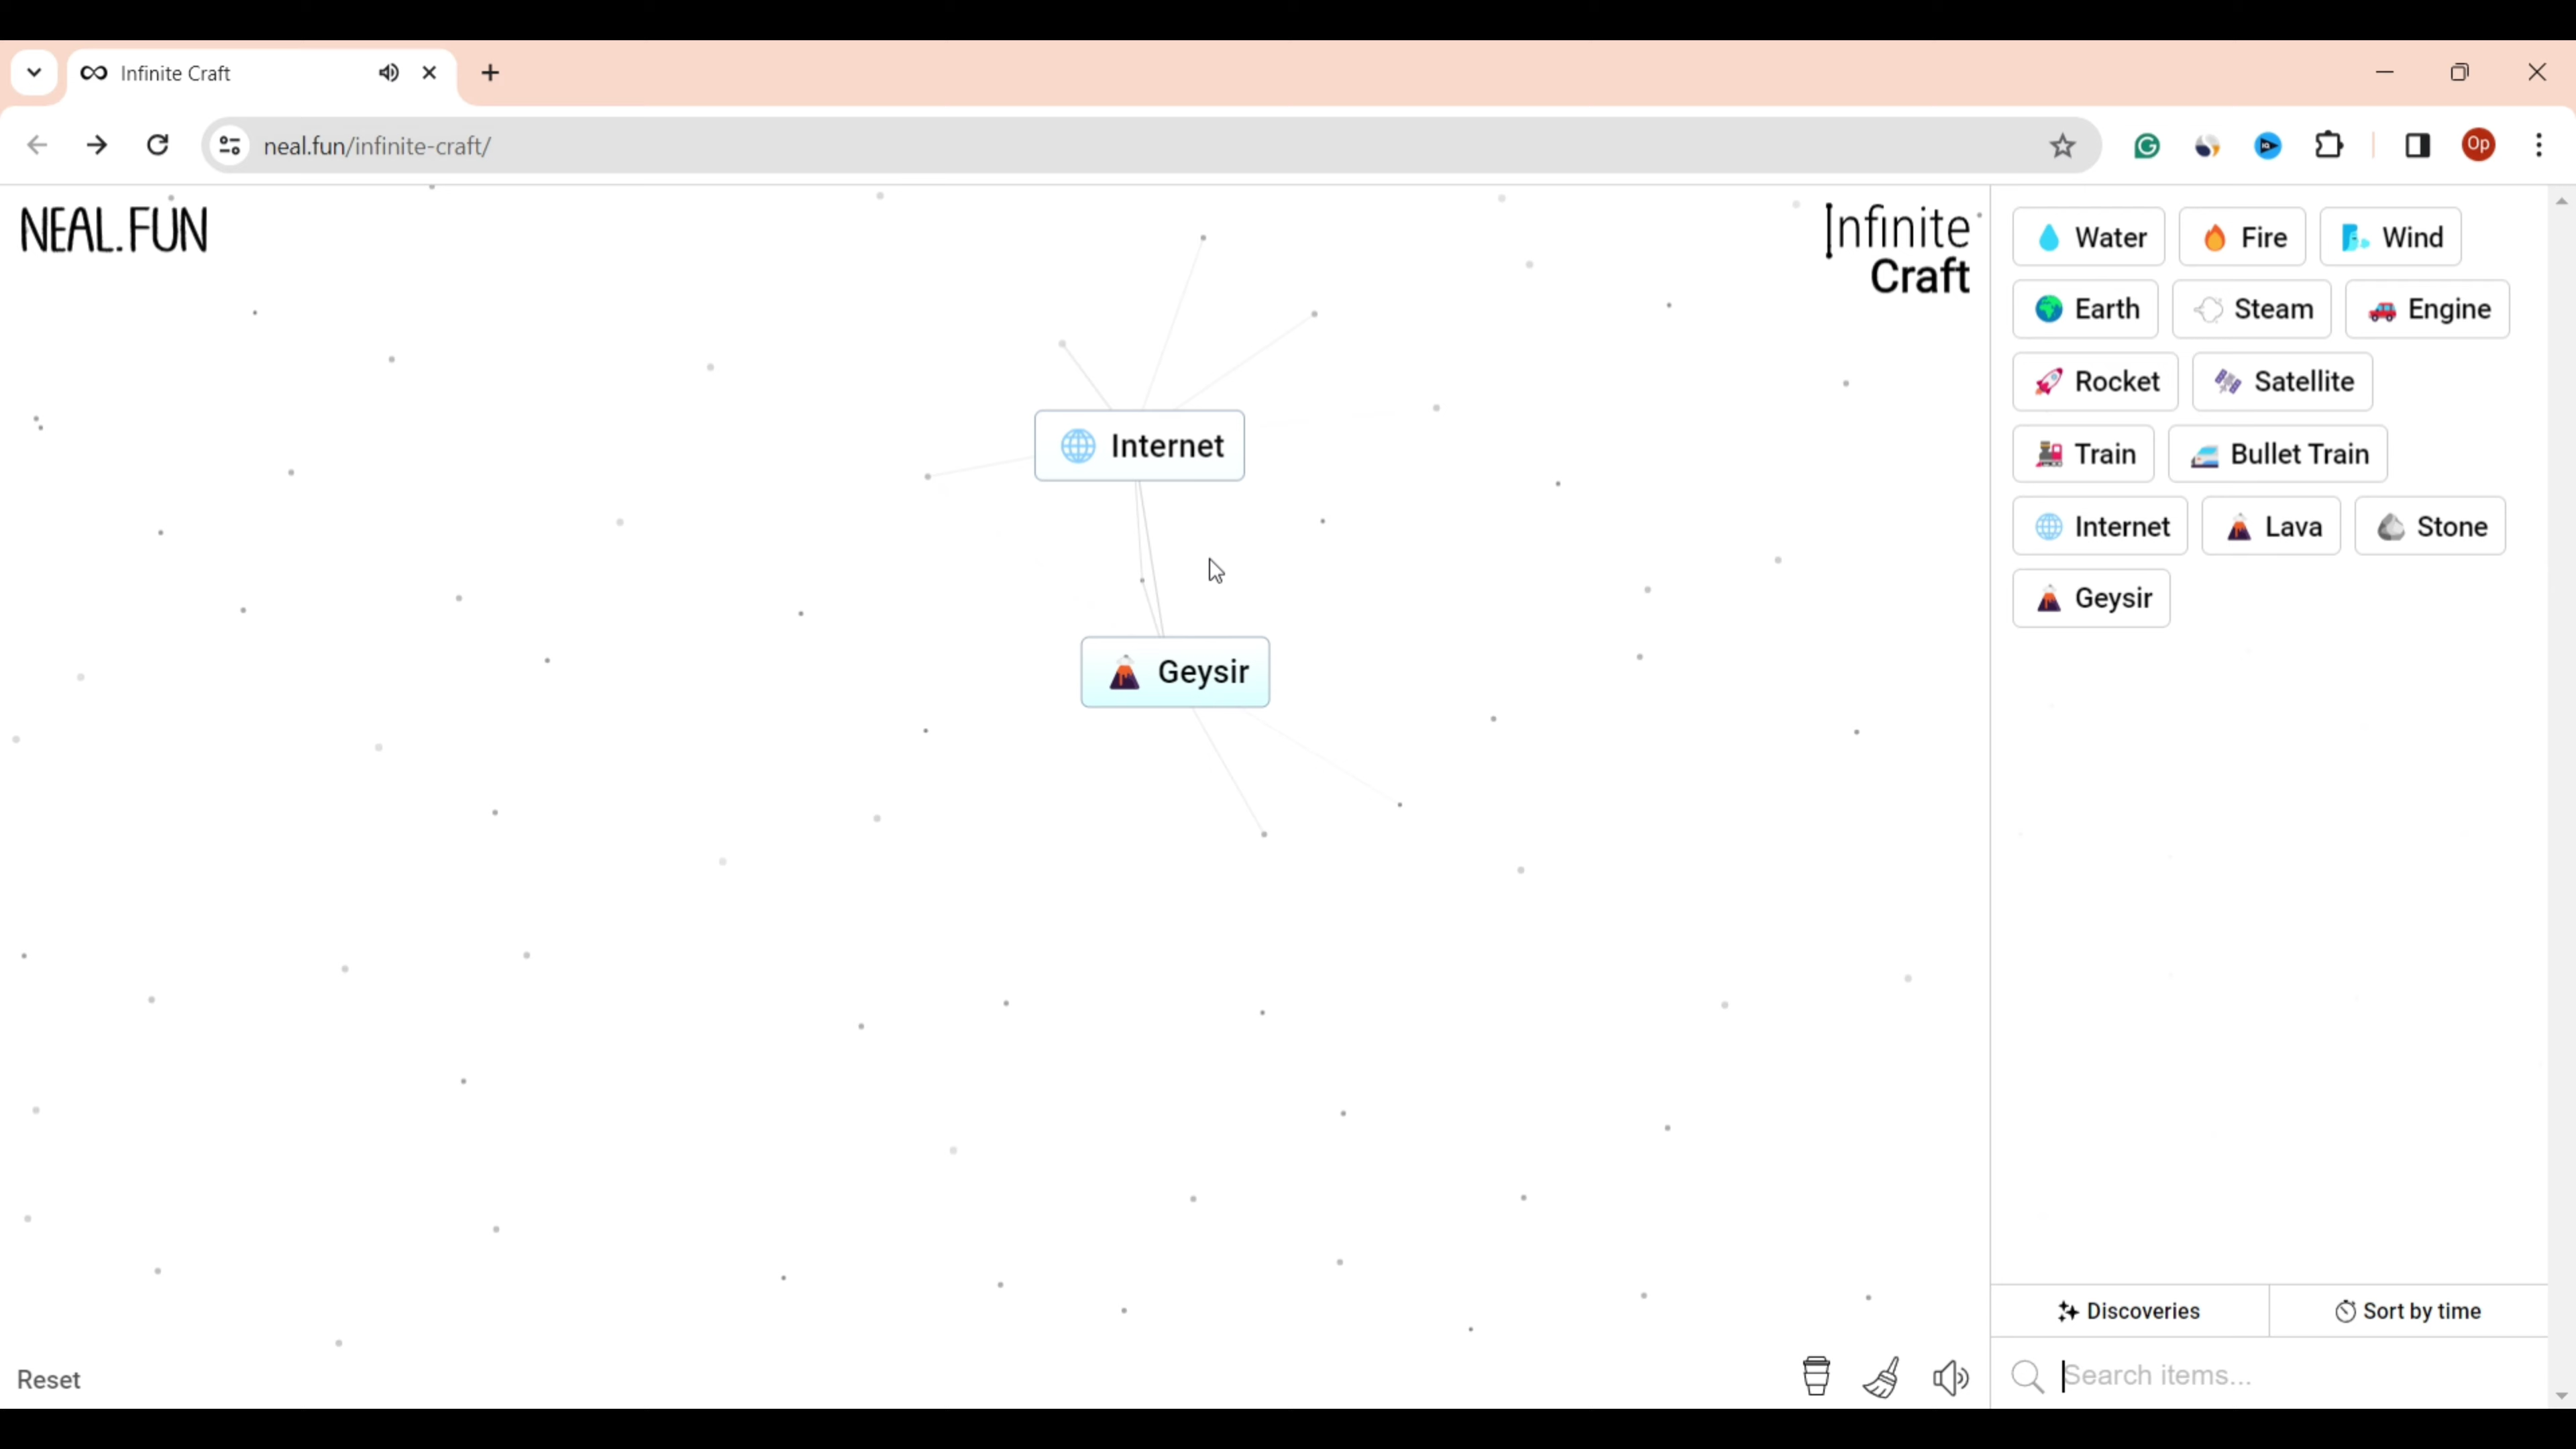 Infinite Craft
neal.fun/infinite-craft/
Op
NEAL.FUN
Infinite
Craft
Internet
Geysir
Water Fire Wind
Earth Steam Engine
Rocket Satellite
Train Bullet Train
Internet Lava Stone
Geysir
Discoveries Sort by time
Reset
Search items...